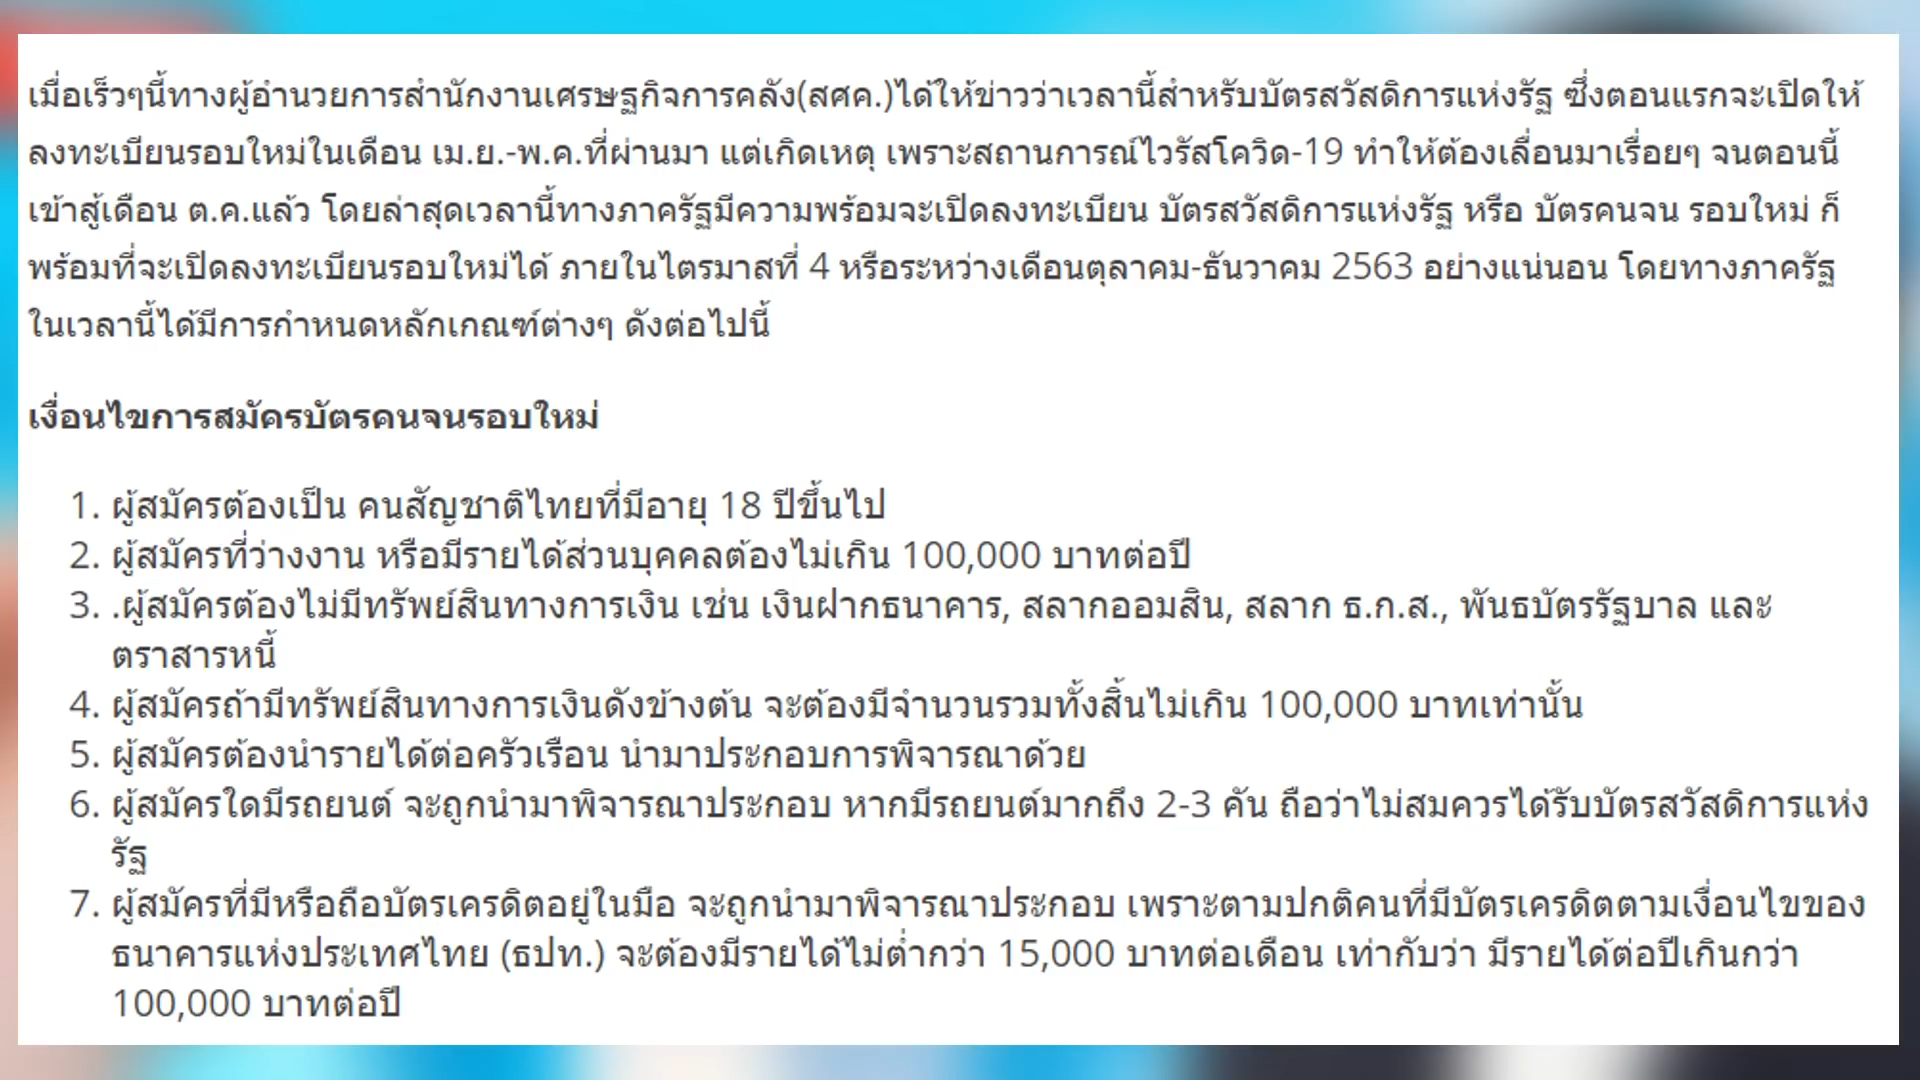 เมื่อเร็วๆนี้ทางผู้อำนวยการสำนักงานเศรษฐกิจการคลัง(สศค.)ได้ให้ข่าวว่าเวลานี้สำหรับบัตรสวัสดิการแห่งรัฐ ซึ่งตอนแรกจะเปิดให้
ลงทะเบียนรอบใหม่ในเดือน เม.ย.-พ.ค.ที่ผ่านมา แต่เกิดเหตุ เพราะสถานการณ์ไวรัสโควิด-19 ทำให้ต้องเลื่อนมาเรื่อยๆ จนตอนนี้
เข้าสู้เดือน ต.ค.แล้ว โดยล่าสุดเวลานี้ทางภาครัฐมีความพร้อมจะเปิดลงทะเบียน บัตรสวัสดิการแห่งรัฐ หรือ บัตรคนจน รอบใหม่ ก็
พร้อมที่จะเปิดลงทะเบียนรอบใหม่ได้ ภายในไตรมาสที่ 4 หรือระหว่างเดือนตุลาคม-ธันวาคม 2563 อย่างแน่นอน โดยทางภาครัฐ
ในเวลานี้ได้มีการกำหนดหลักเกณฑ์ต่างๆ ดังต่อไปนี้
เงื่อนไขการสมัครบัตรคนจนรอบใหม่
1. ผู้สมัครต้องเป็น คนสัญชาติไทยที่มีอายุ 18 ปีขึ้นไป
2. ผู้สมัครที่ว่างงาน หรือมีรายได้ส่วนบุคคลต้องไม่เกิน 100,000 บาทต่อปี
3. .ผู้สมัครต้องไม่มีทรัพย์สินทางการเงิน เช่น เงินฝากธนาคาร, สลากออมสิน, สลาก ธ.ก.ส., พันธบัตรรัฐบาล และ
ตราสารหนี้
4. ผู้สมัครถ้ามีทรัพย์สินทางการเงินดังข้างต้น จะต้องมีจำนวนรวมทั้งสิ้นไม่เกิน 100,000 บาทเท่านั้น
5. ผู้สมัครต้องนำรายได้ต่อครัวเรือน นำมาประกอบการพิจารณาด้วย
6. ผู้สมัครใดมีรถยนต์ จะถูกนำมาพิจารณาประกอบ หากมีรถยนต์มากถึง 2-3 คัน ถือว่าไม่สมควรได้รับบัตรสวัสดิการแห่ง
รัฐ
7. ผู้สมัครที่มีหรือถือบัตรเครดิตอยู่ในมือ จะถูกนำมาพิจารณาประกอบ เพราะตามปกติคนที่มีบัตรเครดิตตามเงื่อนไขของ
ธนาคารแห่งประเทศไทย (ธปท.) จะต้องมีรายได้ไม่ต่ำกว่า 15,000 บาทต่อเดือน เท่ากับว่า มีรายได้ต่อปีเกินกว่า
100,000 บาทต่อปี